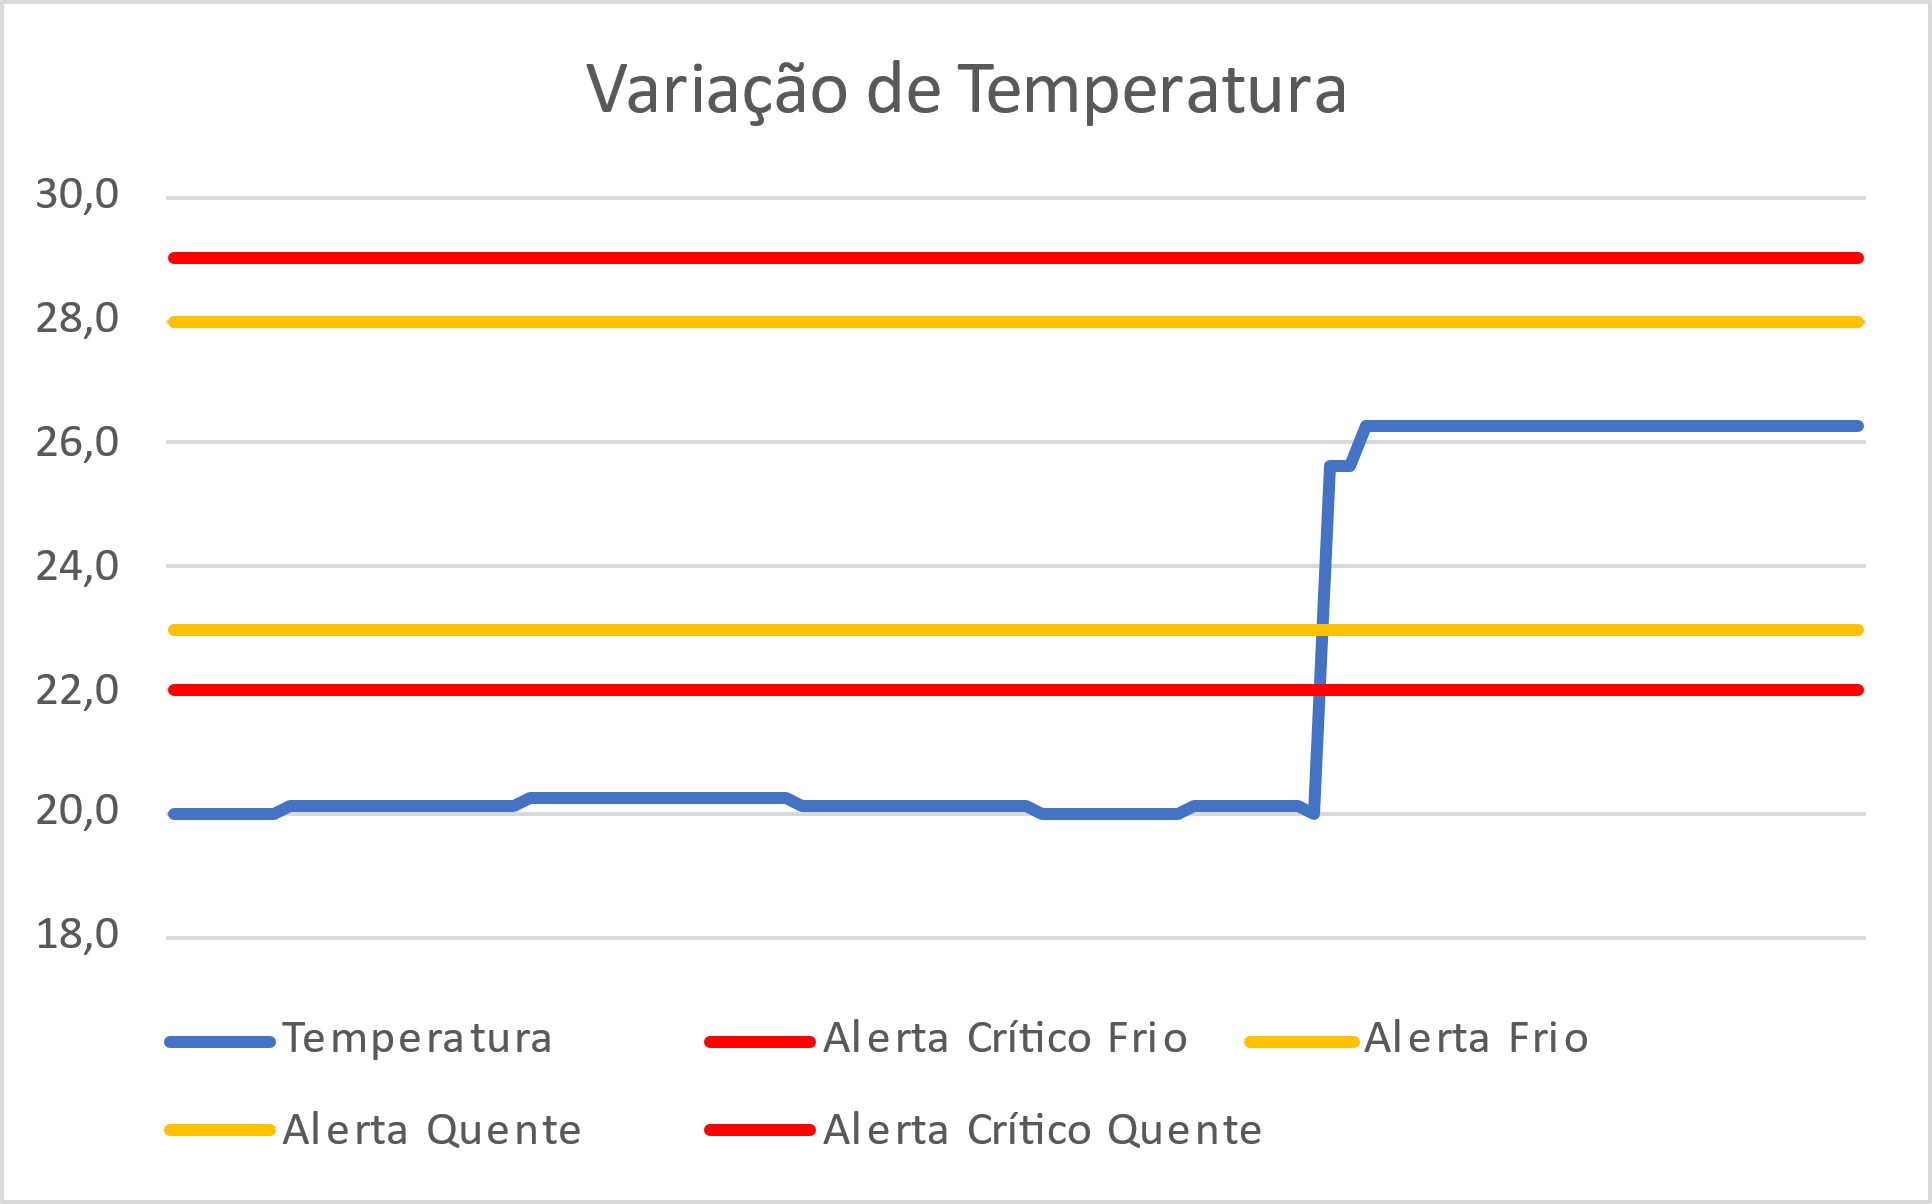 Variação de Temperatura
30,0
28,0
26,0
24,0
22,0
20,0
18,0
Temperatura Alerta Crítico Frio Alerta Frio
Alerta Quente Alerta Crítico Quente